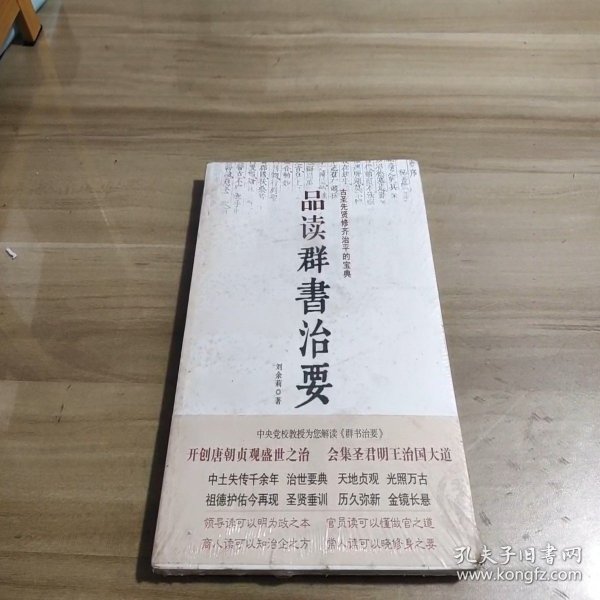 古圣先贤修齐治平的宝典
品读群書治要
刘余莉◎著
中央党校教授为您解读《群书治要》
开创唐朝贞观盛世之治 会集圣君明王治国大道
中土失传千余年 治世要典 天地贞观 光照万古
祖德护佑今再现 圣贤垂训 历久弥新 金镜长悬
领导读可以明为政之本 官员读可以懂做官之道
商人读可以知治企之方 常人读可以晓修身之要
孔夫子旧书网
www.kongfz.com